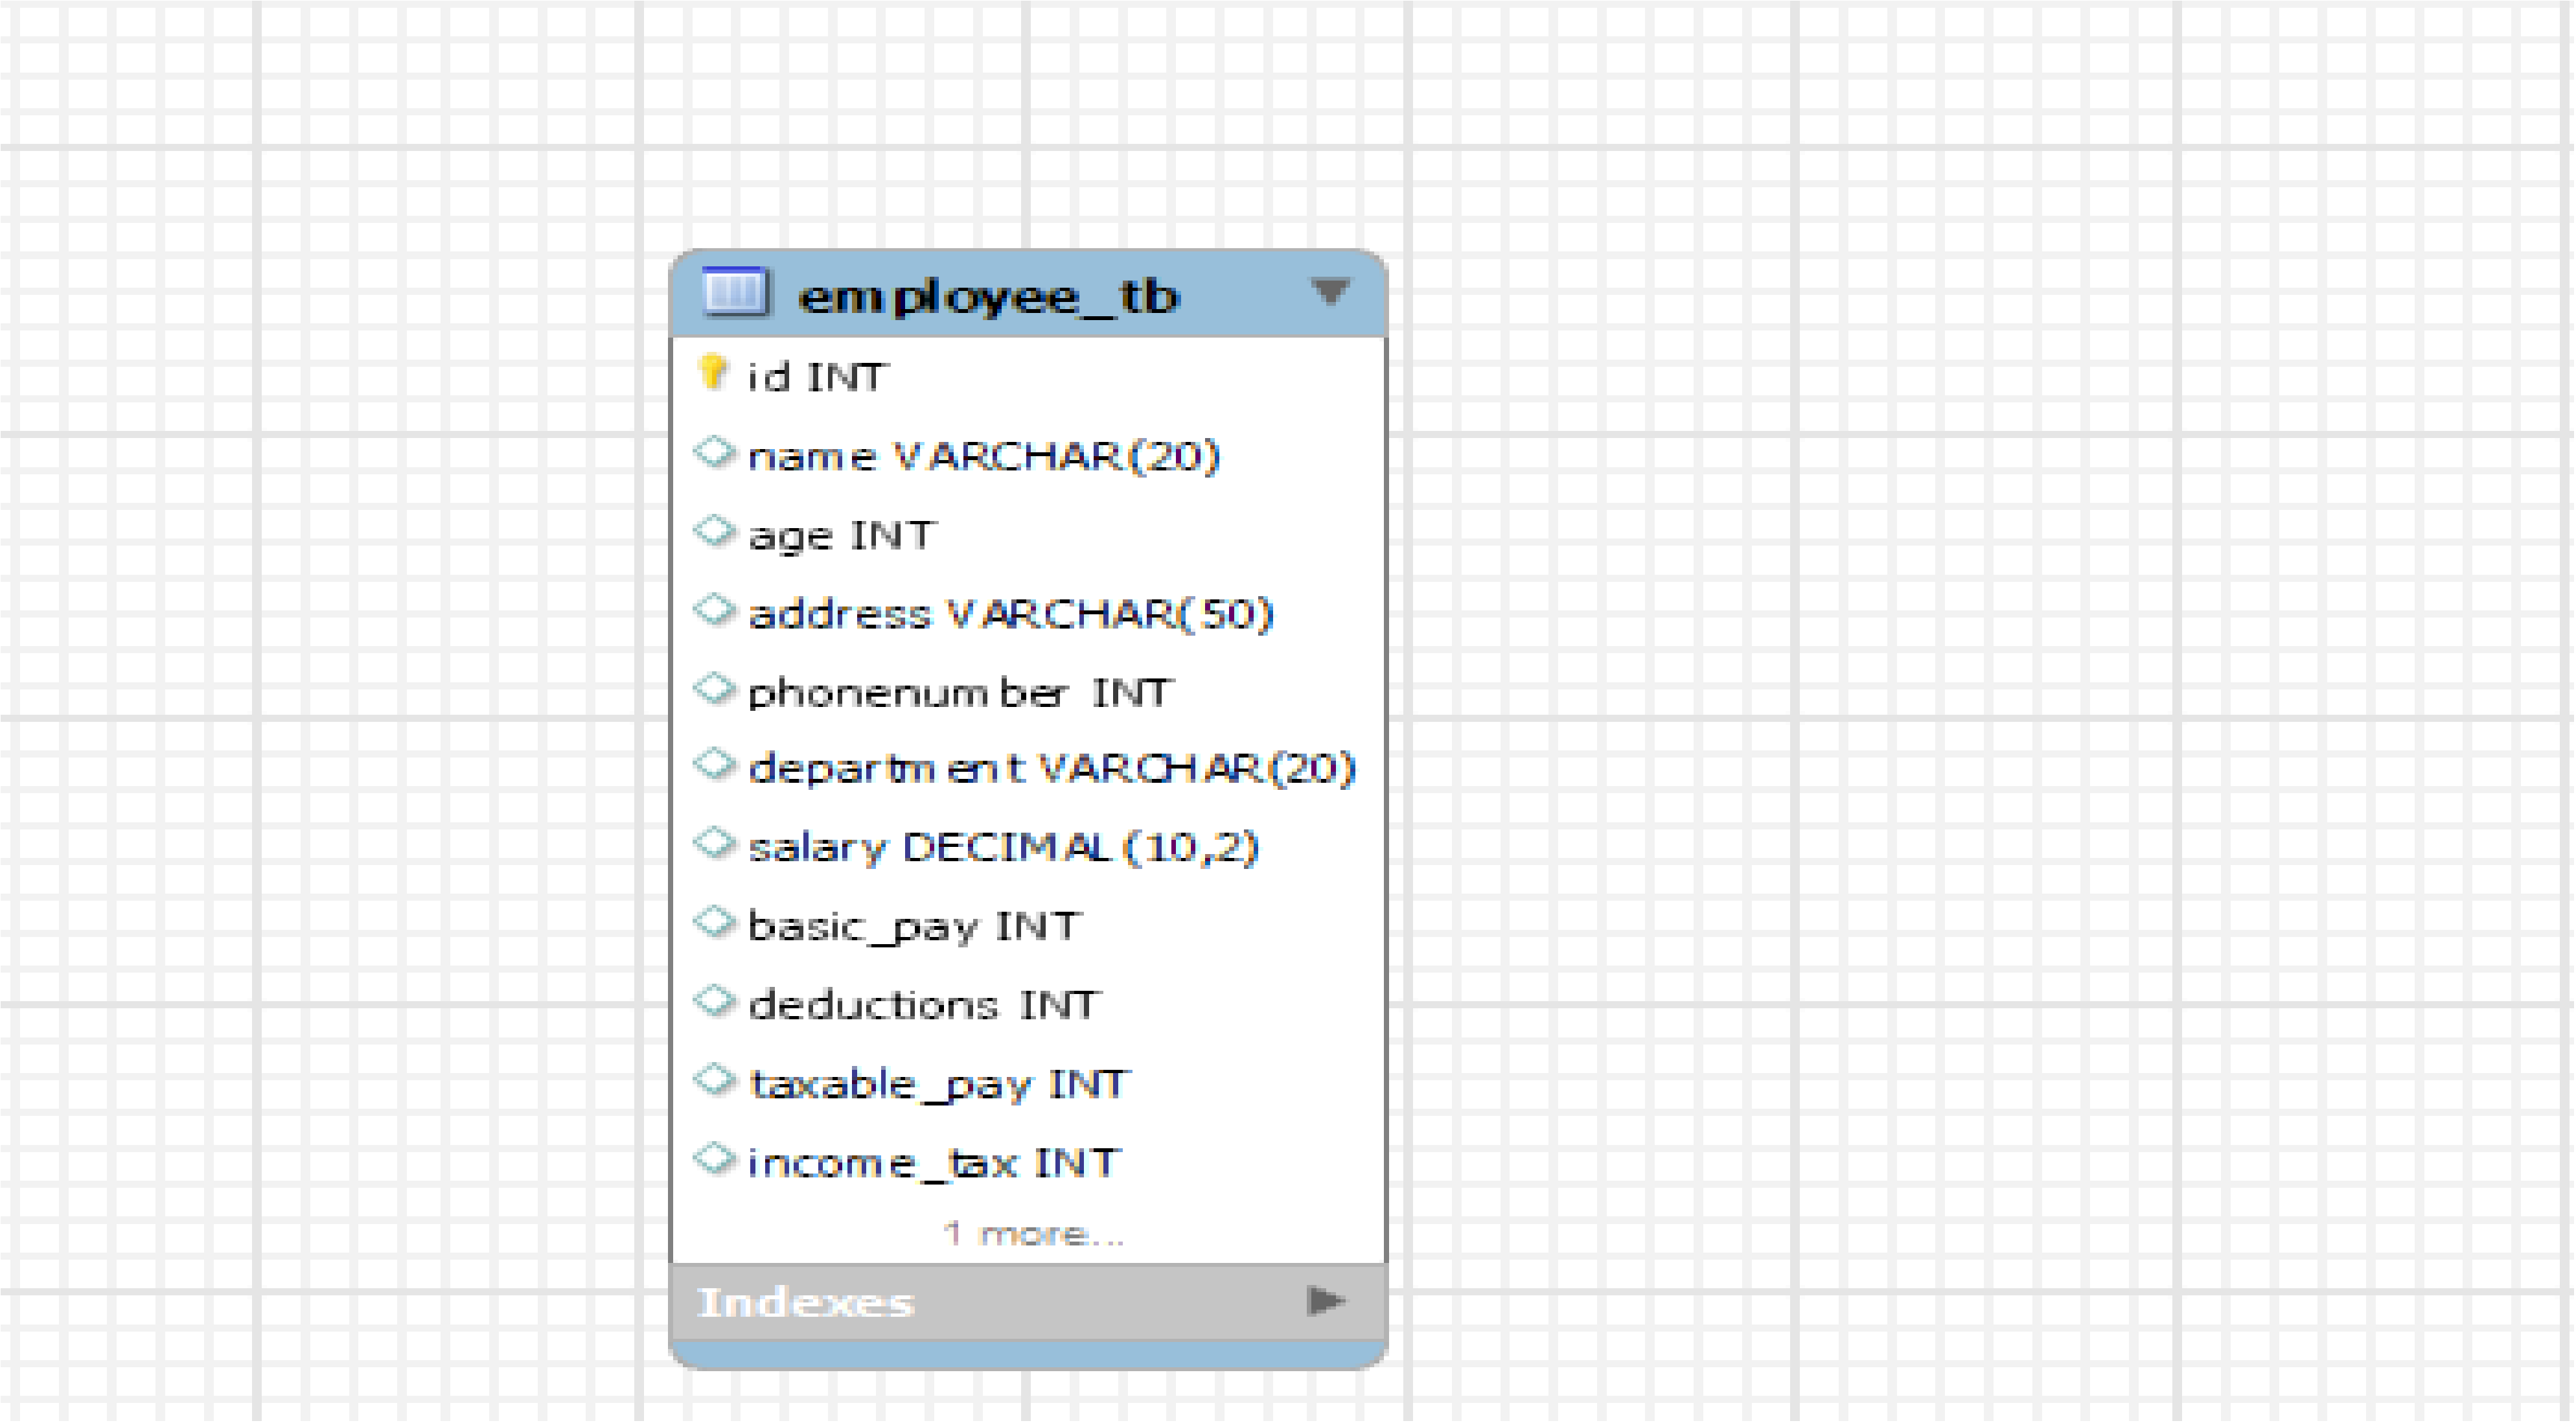 employee_tb
id INT
name VARCHAR(20)
age INT
address VARCHAR(50)
phonenumber INT
department VARCHAR(20)
salary DECIMAL(10,2)
basic_pay INT
deductions INT
taxable_pay INT
income_tax INT
1 more...
Indexes